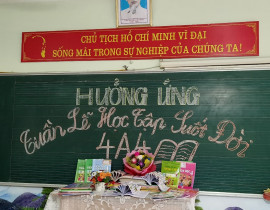 CHỦ TỊCH HỒ CHÍ MINH VĨ ĐẠI
SỐNG MÃI TRONG SỰ NGHIỆP CỦA CHÚNG TA!
HƯỞNG ỨNG
Tuần Lễ Học Tập Suốt Đời
4A4